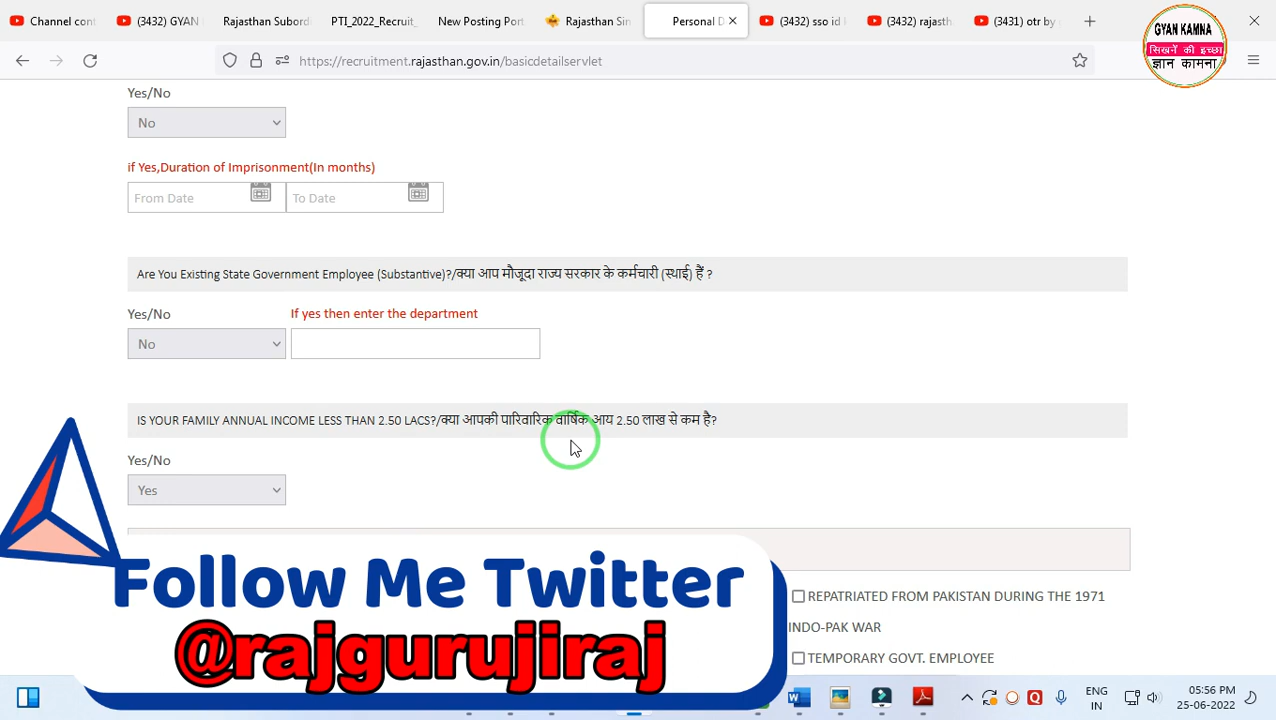 Channel con
(3432) GYAN
Rajasthan Subord
PTI_2022_Recruit
New Posting Port
Rajasthan Sin
Personal D
(3432) sso id
(3432) rajasth
(3431) otr by
GYAN KAMNA
सिखनें की इच्छा
ज्ञान कामना
https://recruitment.rajasthan.gov.in/basicdetailservlet
Yes/No
No
if Yes,Duration of Imprisonment(In months)
From Date
To Date
Are You Existing State Government Employee (Substantive)?/क्या आप मौजूदा राज्य सरकार के कर्मचारी (स्थाई) हैं ?
Yes/No
If yes then enter the department
No
IS YOUR FAMILY ANNUAL INCOME LESS THAN 2.50 LACS?/क्या आपकी पारिवारिक वार्षिक आय 2.50 लाख से कम है?
Yes/No
Yes
Follow Me Twitter
@rajgurujiraj
REPATRIATED FROM PAKISTAN DURING THE 1971
INDO-PAK WAR
TEMPORARY GOVT. EMPLOYEE
ENG
IN
05:56 PM
25-06-2022